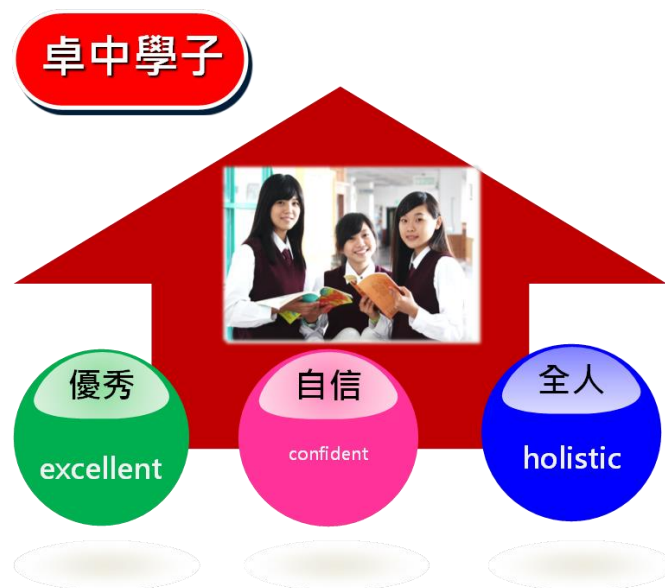 卓中學子
優秀
excellent
自信
confident
全人
holistic